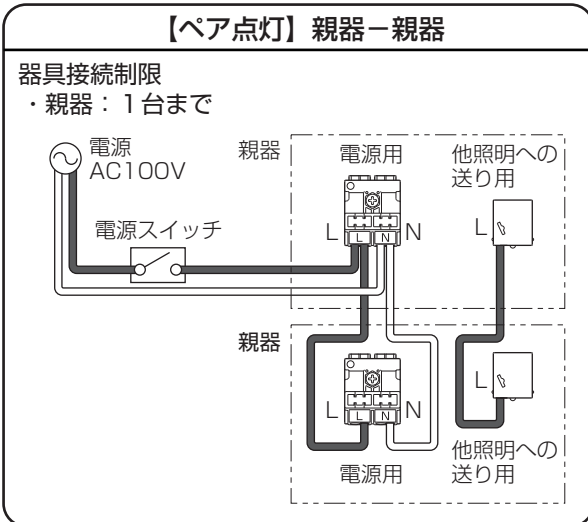 【ペア点灯】親器－親器
器具接続制限
・親器：１台まで
電源
AC100V
電源スイッチ
親器
電源用
他照明への
送り用
L
L
N
N
L
親器
L
L
N
N
L
電源用
他照明への
送り用